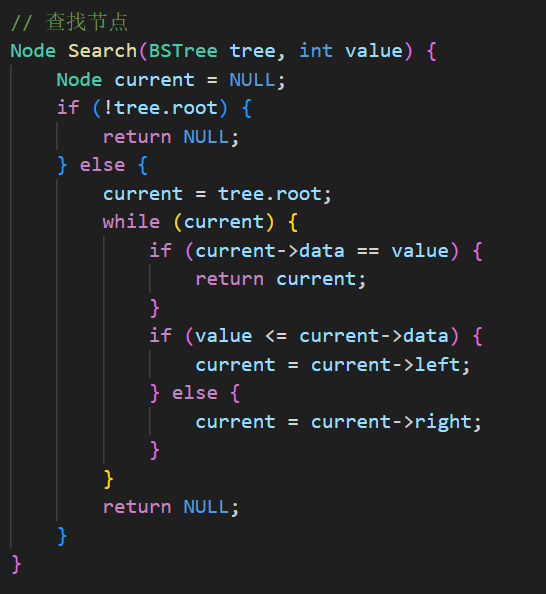 // 查找节点
Node Search(BSTree tree, int value) {
    Node current = NULL;
    if (!tree.root) {
        return NULL;
    } else {
        current = tree.root;
        while (current) {
            if (current->data == value) {
                return current;
            }
            if (value <= current->data) {
                current = current->left;
            } else {
                current = current->right;
            }
        }
        return NULL;
    }
}